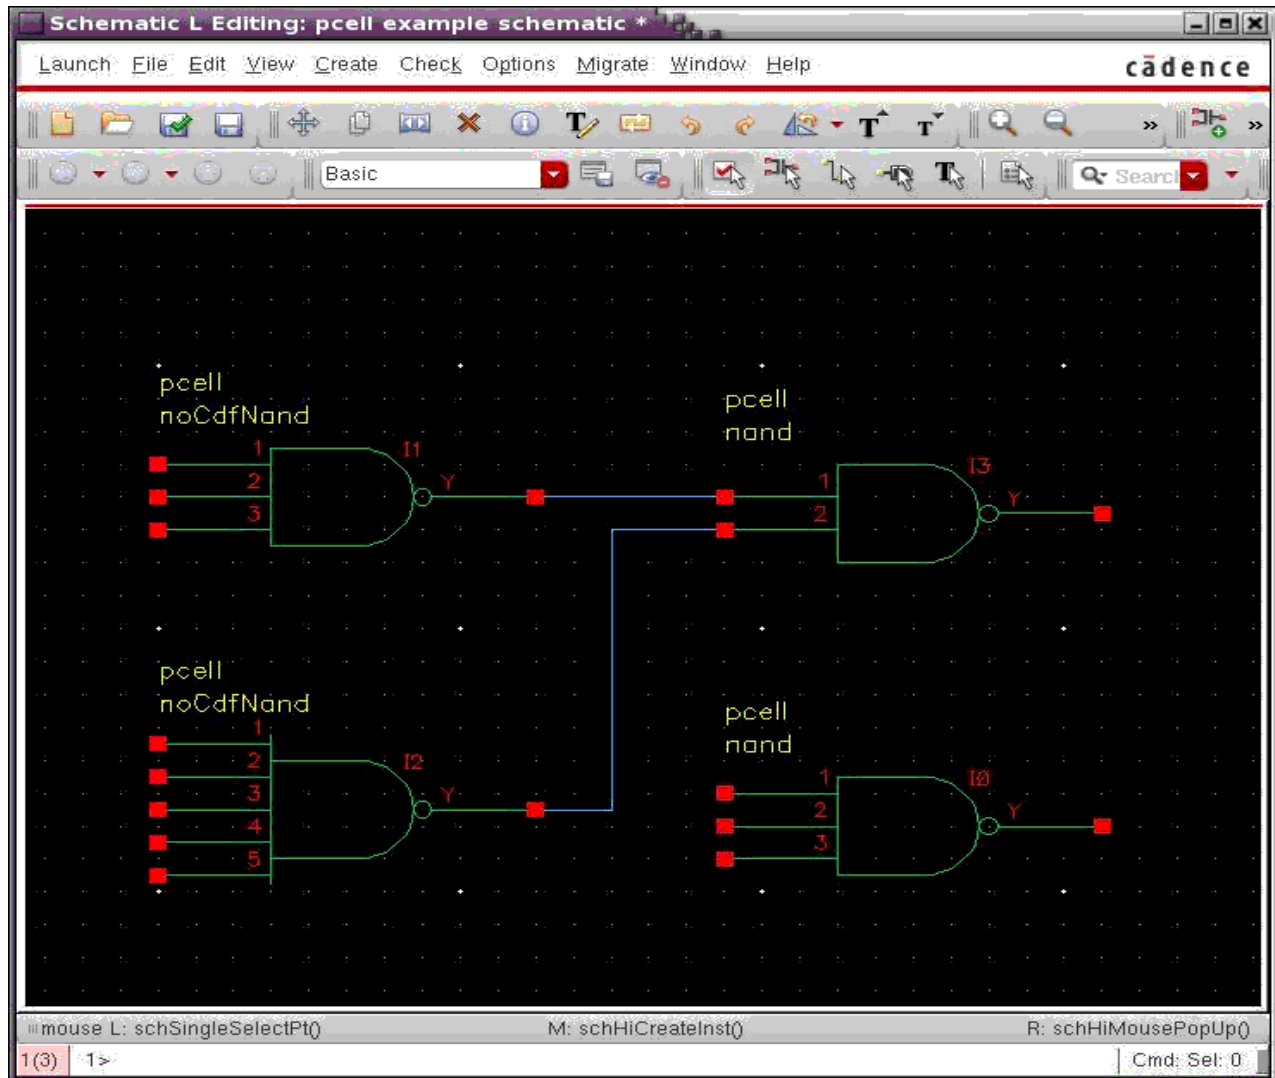 Schematic L Editing: pcell example schematic *
Launch File Edit View Create Check Options Migrate Window Help
cādence
Basic
Search
pcell
noCdfNand
1
2
3
I1
Y
pcell
nand
1
2
I3
Y
pcell
noCdfNand
1
2
3
4
5
I2
Y
pcell
nand
1
2
3
I0
Y
mouse L: schSingleSelectPt() M: schHiCreateInst() R: schHiMousePopUp()
1(3) 1> Cmd: Sel: 0